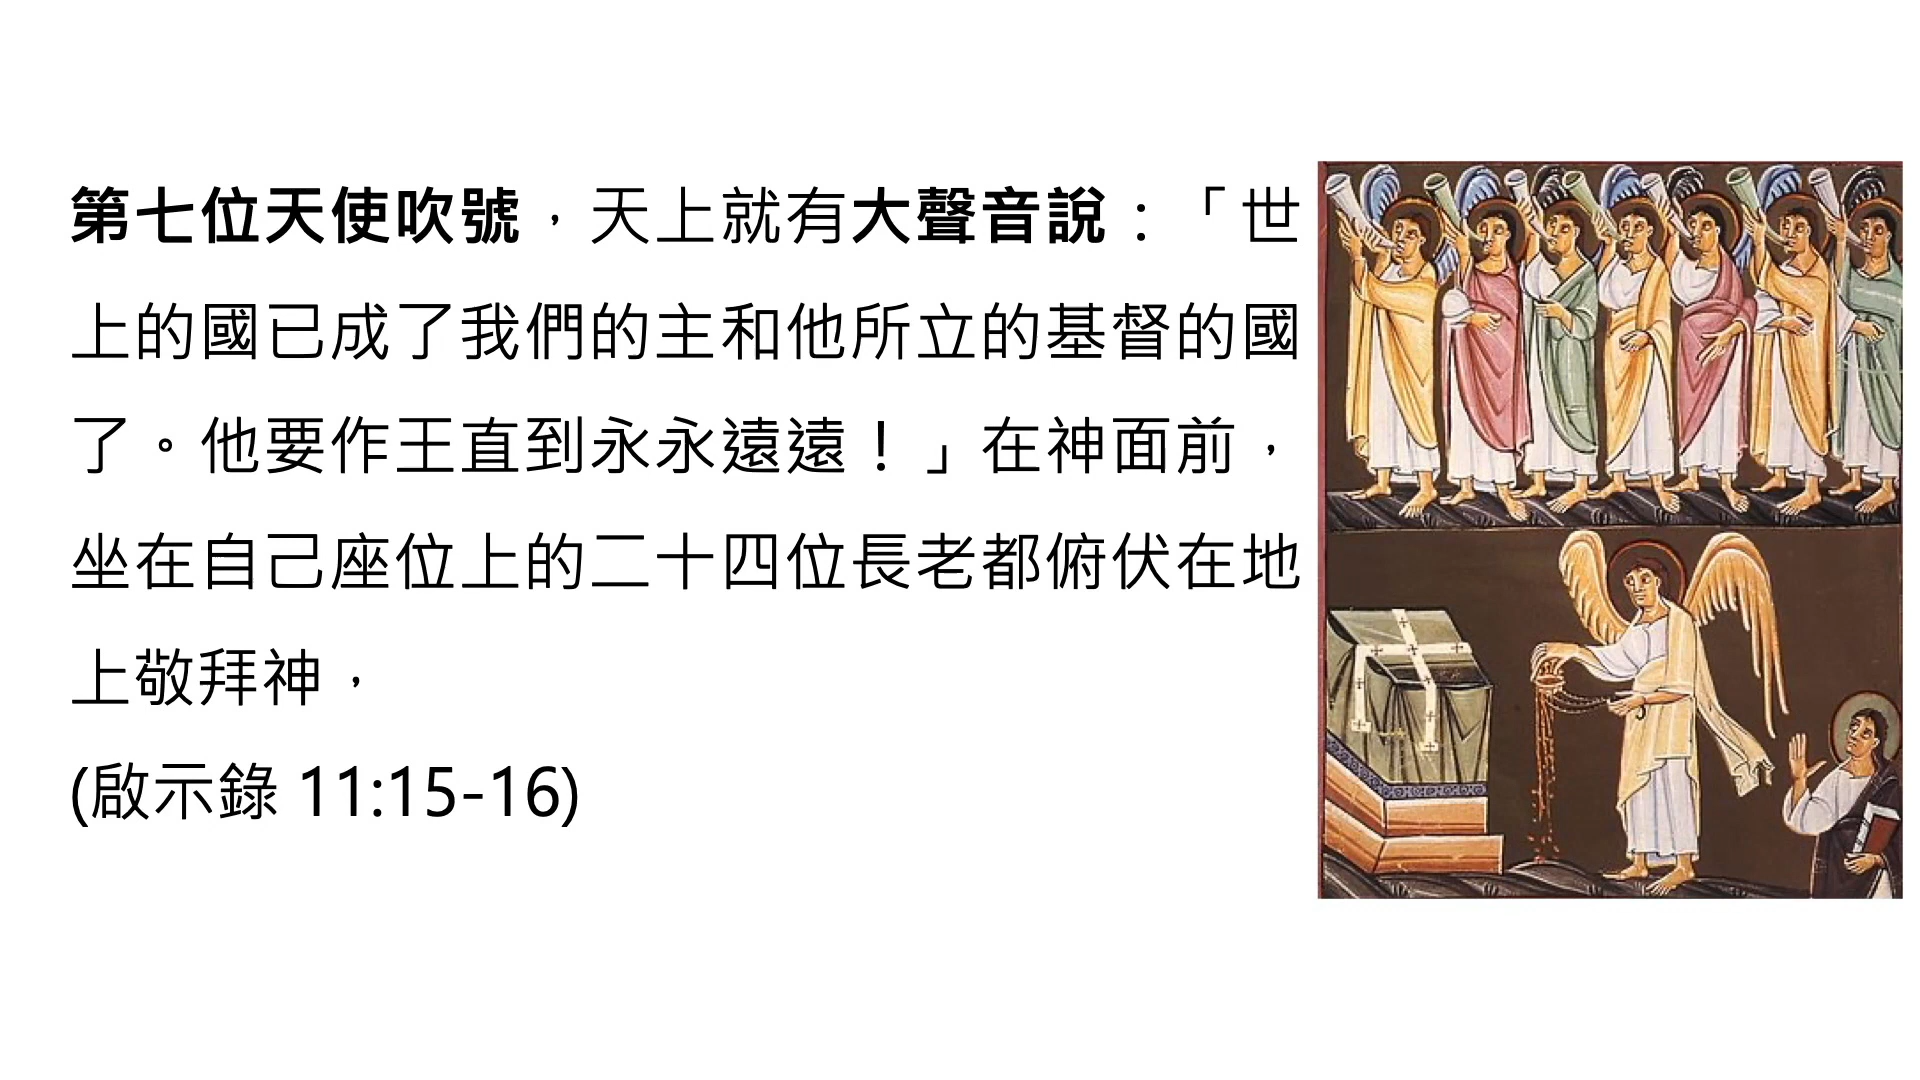 第七位天使吹號，天上就有大聲音說：「世
上的國已成了我們的主和他所立的基督的國
了。他要作王直到永永遠遠！」在神面前，
坐在自己座位上的二十四位長老都俯伏在地
上敬拜神，
(啟示錄 11:15-16)